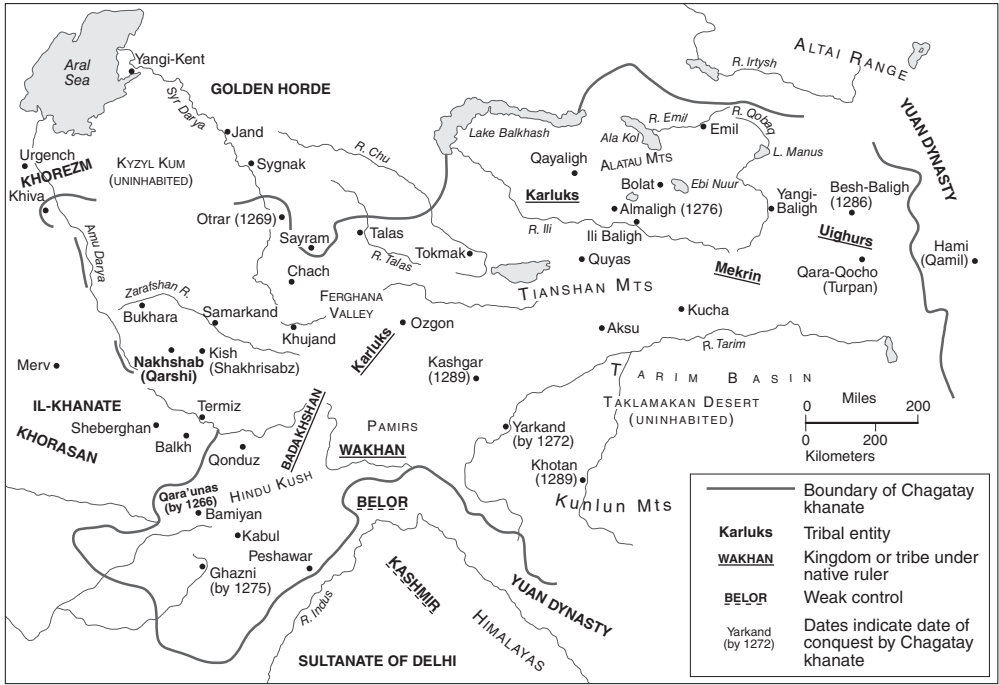 Aral
Sea
Yangi-Kent
GOLDEN HORDE
Syr Darya
Jand
R. Chu
Sygnak
Urgench
KHOREZM
Khiva
KYZYL KUM
(UNINHABITED)
Otrar (1269)
Sayram
Talas
R. Talas
Tokmak
Chach
Amu Darya
Zarafshan R.
Bukhara
Samarkand
FERGHANA
VALLEY
Khujand
Karluks
Ozgon
Nakhshab
(Qarshi)
Kish
(Shakhrisabz)
Merv
Kashgar
(1289)
IL-KHANATE
KHORASAN
Sheberghan
Termiz
Balkh
Qonduz
BADAKHSHAN
PAMIRS
WAKHAN
HINDU KUSH
Qara'unas
(by 1266)
Bamiyan
Kabul
Peshawar
Ghazni
(by 1275)
BELOR
KASHMIR
R. Indus
HIMALAYAS
SULTANATE OF DELHI
YUAN DYNASTY
ALTAI RANGE
R. Irtysh
Lake Balkhash
Ala Kol
R. Emil
Emil
R. Qobaq
L. Manus
Qayaligh
ALATAU MTS
Karluks
Bolat
Ebi Nuur
Almaligh (1276)
R. Ili
Ili Baligh
Quyas
Yangi-
Baligh
Besh-Baligh
(1286)
Uighurs
Mekrin
Qara-Qocho
(Turpan)
Hami
(Qamil)
YUAN DYNASTY
TIANSHAN MTS
Kucha
Aksu
R. Tarim
TARIM BASIN
TAKLAMAKAN DESERT
(UNINHABITED)
Yarkand
(by 1272)
Khotan
(1289)
Kunlun Mts
0 Miles 200
0 200
Kilometers
Boundary of Chagatay
khanate
Karluks Tribal entity
WAKHAN Kingdom or tribe under
native ruler
BELOR Weak control
Yarkand
(by 1272)
Dates indicate date of
conquest by Chagatay
khanate